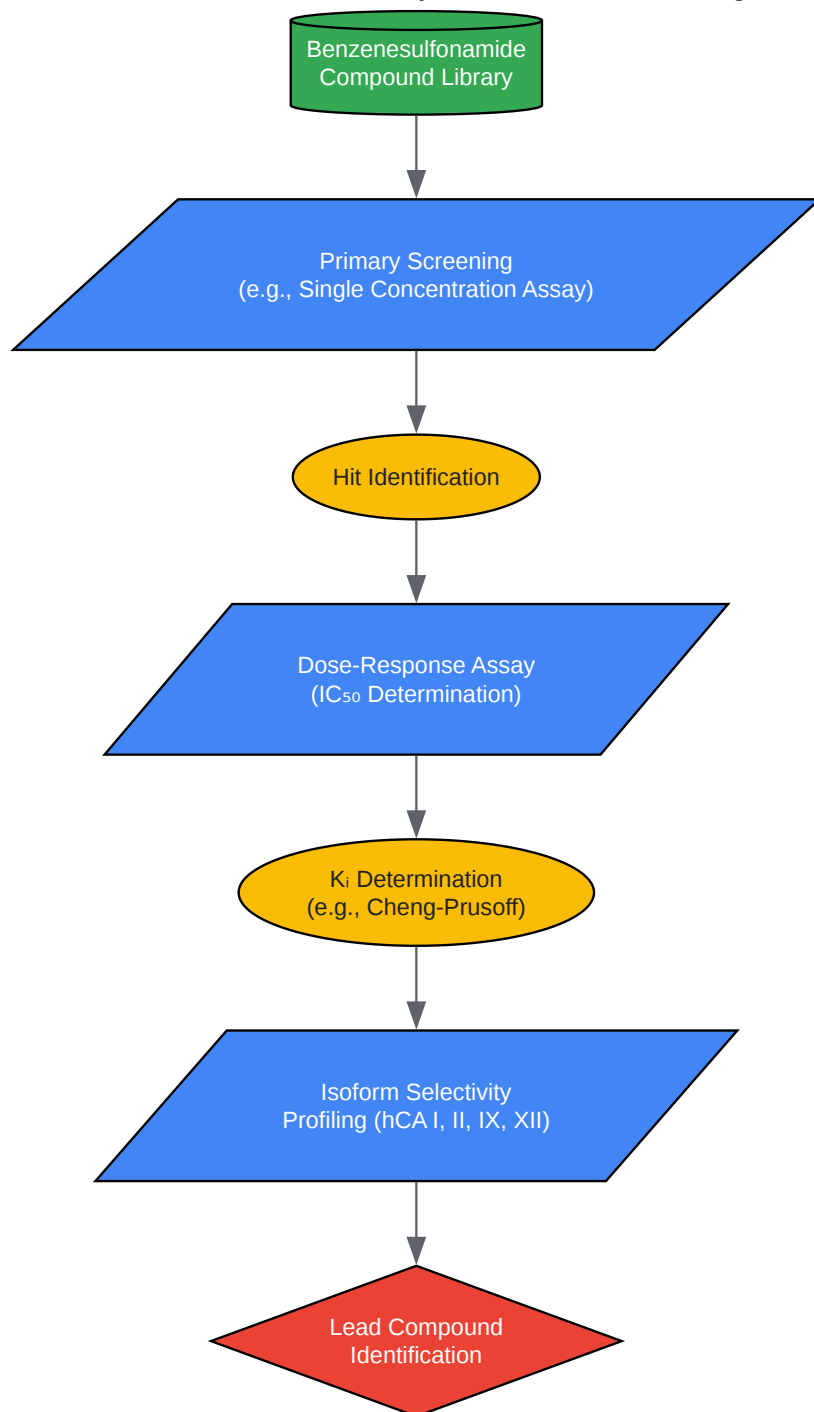 Benzenesulfonamide
Compound Library
Primary Screening
(e.g., Single Concentration Assay)
Hit Identification
Dose-Response Assay
(IC₅₀ Determination)
Kᵢ Determination
(e.g., Cheng-Prusoff)
Isoform Selectivity
Profiling (hCA I, II, IX, XII)
Lead Compound
Identification